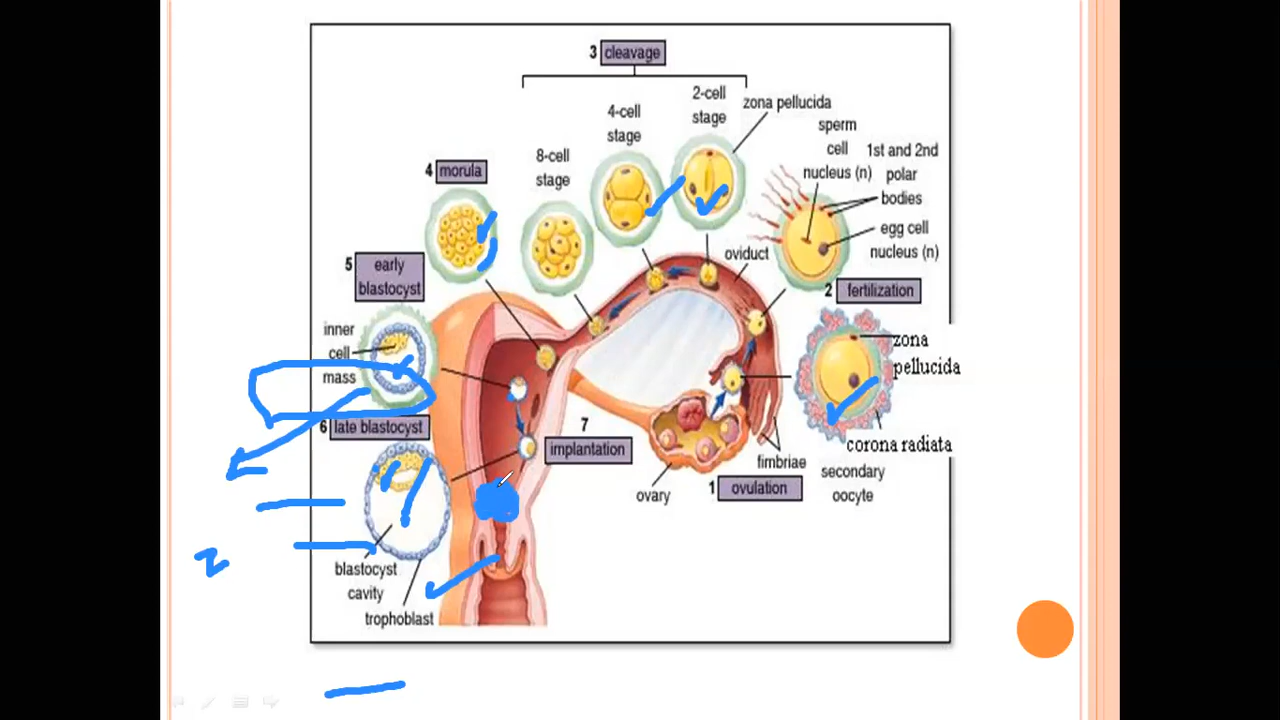 3 cleavage
2-cell
stage
zona pellucida
4-cell
stage
sperm
cell
nucleus (n)
1st and 2nd
polar
bodies
8-cell
stage
4 morula
egg cell
nucleus (n)
oviduct
5 early
blastocyst
2 fertilization
inner
cell
mass
zona
pellucida
6 late blastocyst
7
implantation
corona radiata
fimbriae
secondary
oocyte
ovary
1 ovulation
blastocyst
cavity
trophoblast